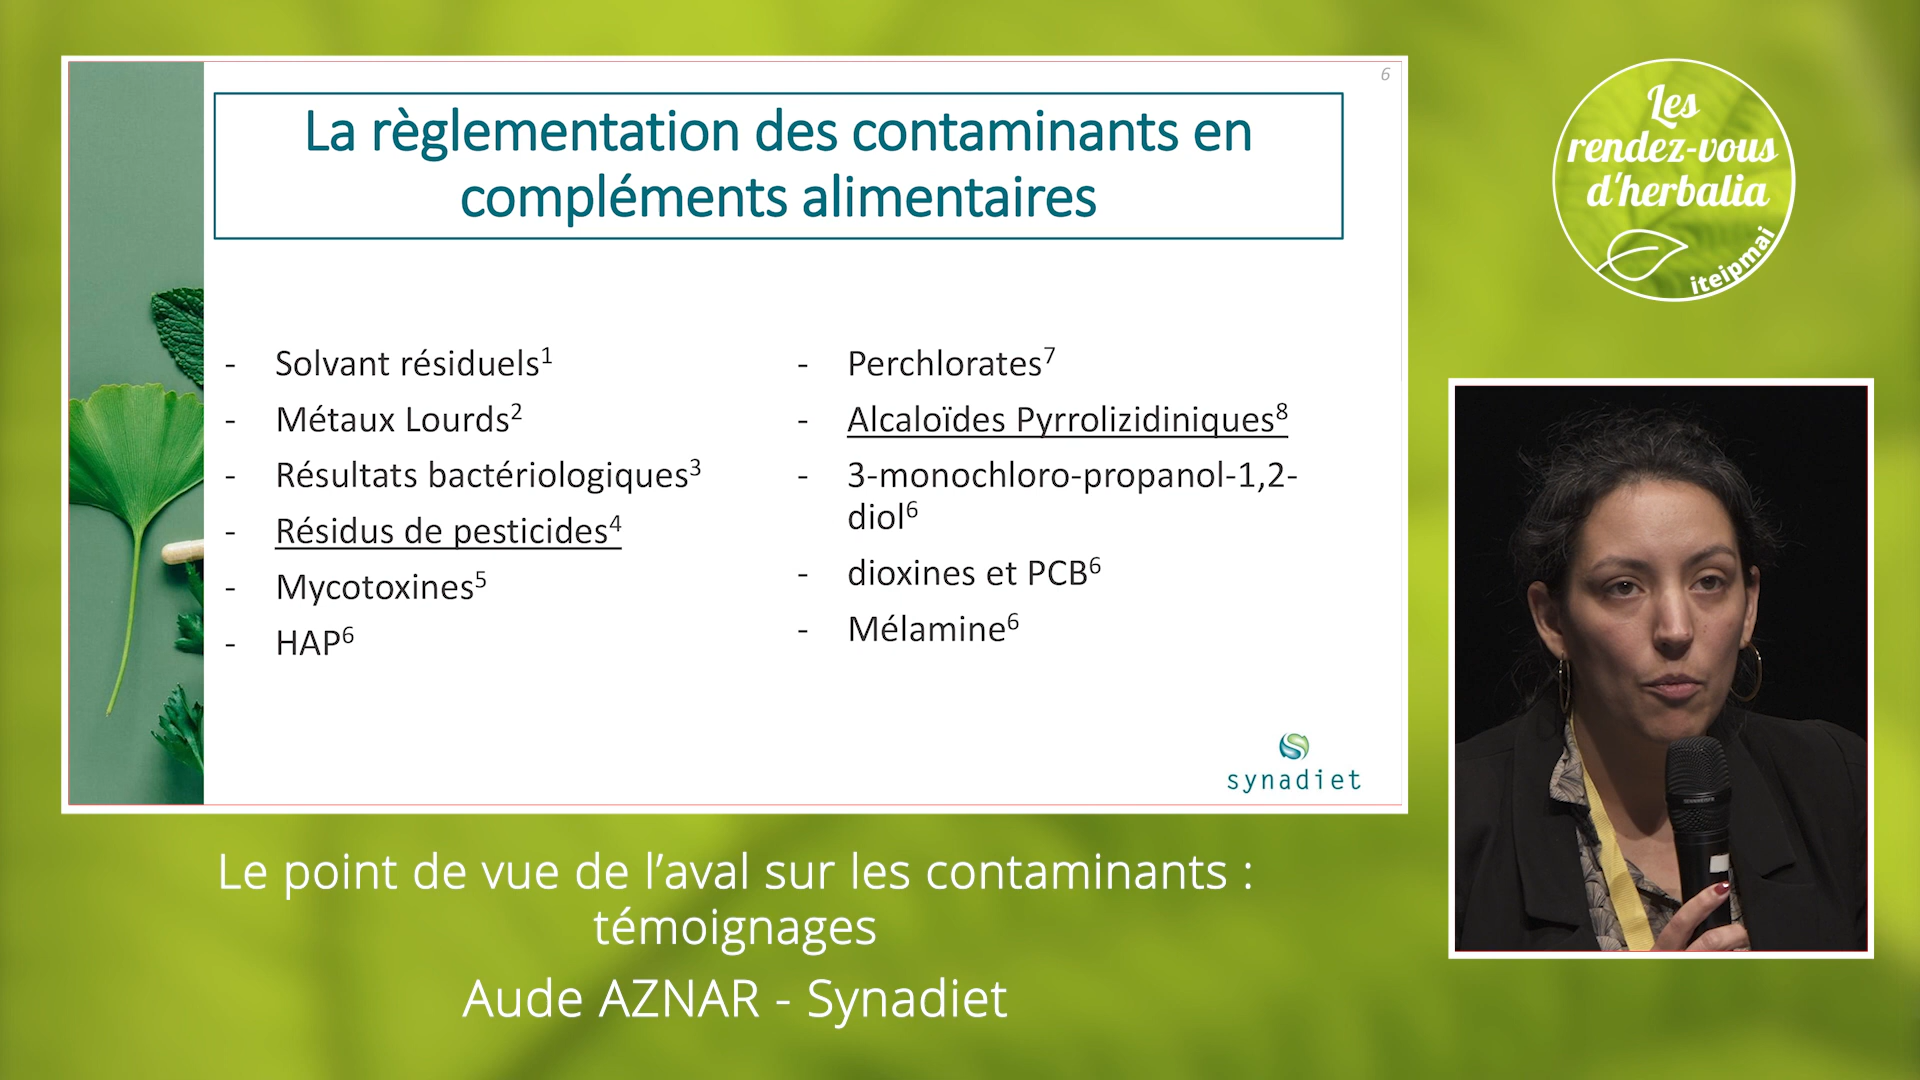 6
La règlementation des contaminants en
compléments alimentaires
- Solvant résiduels¹
- Métaux Lourds²
- Résultats bactériologiques³
- Résidus de pesticides⁴
- Mycotoxines⁵
- HAP⁶
- Perchlorates⁷
- Alcaloïdes Pyrrolizidiniques⁸
- 3-monochloro-propanol-1,2-
diol⁶
- dioxines et PCB⁶
- Mélamine⁶
synadiet
Les
rendez-vous
d'herbalia
iteipmai
Le point de vue de l’aval sur les contaminants :
témoignages
Aude AZNAR - Synadiet